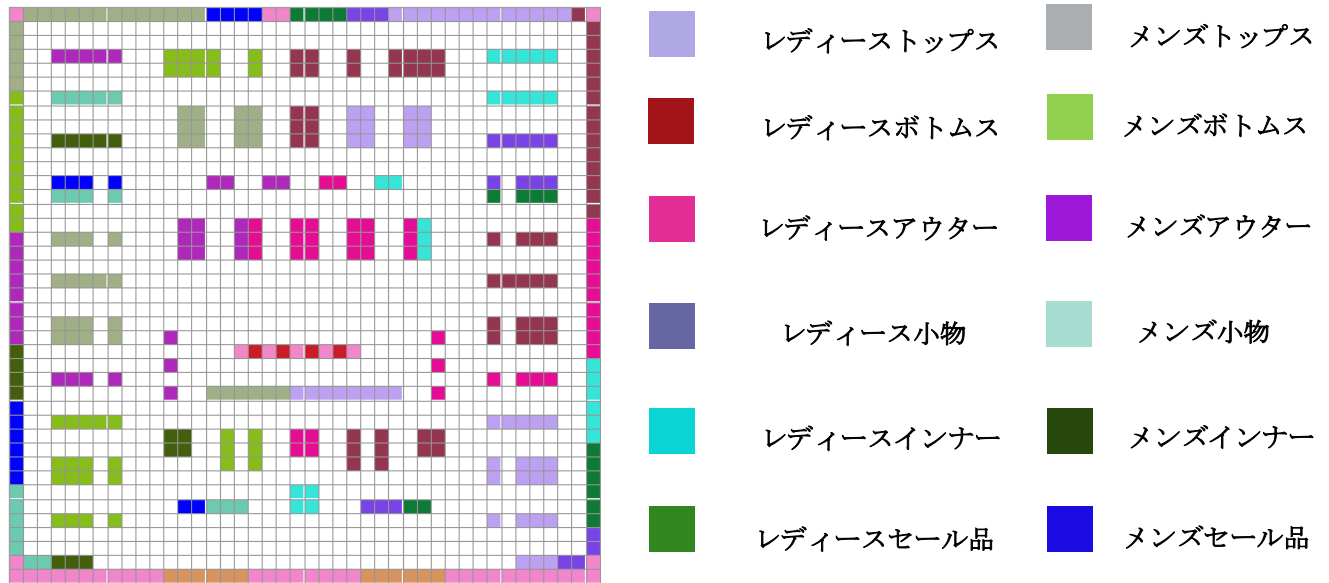 レディーストップス
メンズトップス
レディースボトムス
メンズボトムス
レディースアウター
メンズアウター
レディース小物
メンズ小物
レディースインナー
メンズインナー
レディースセール品
メンズセール品